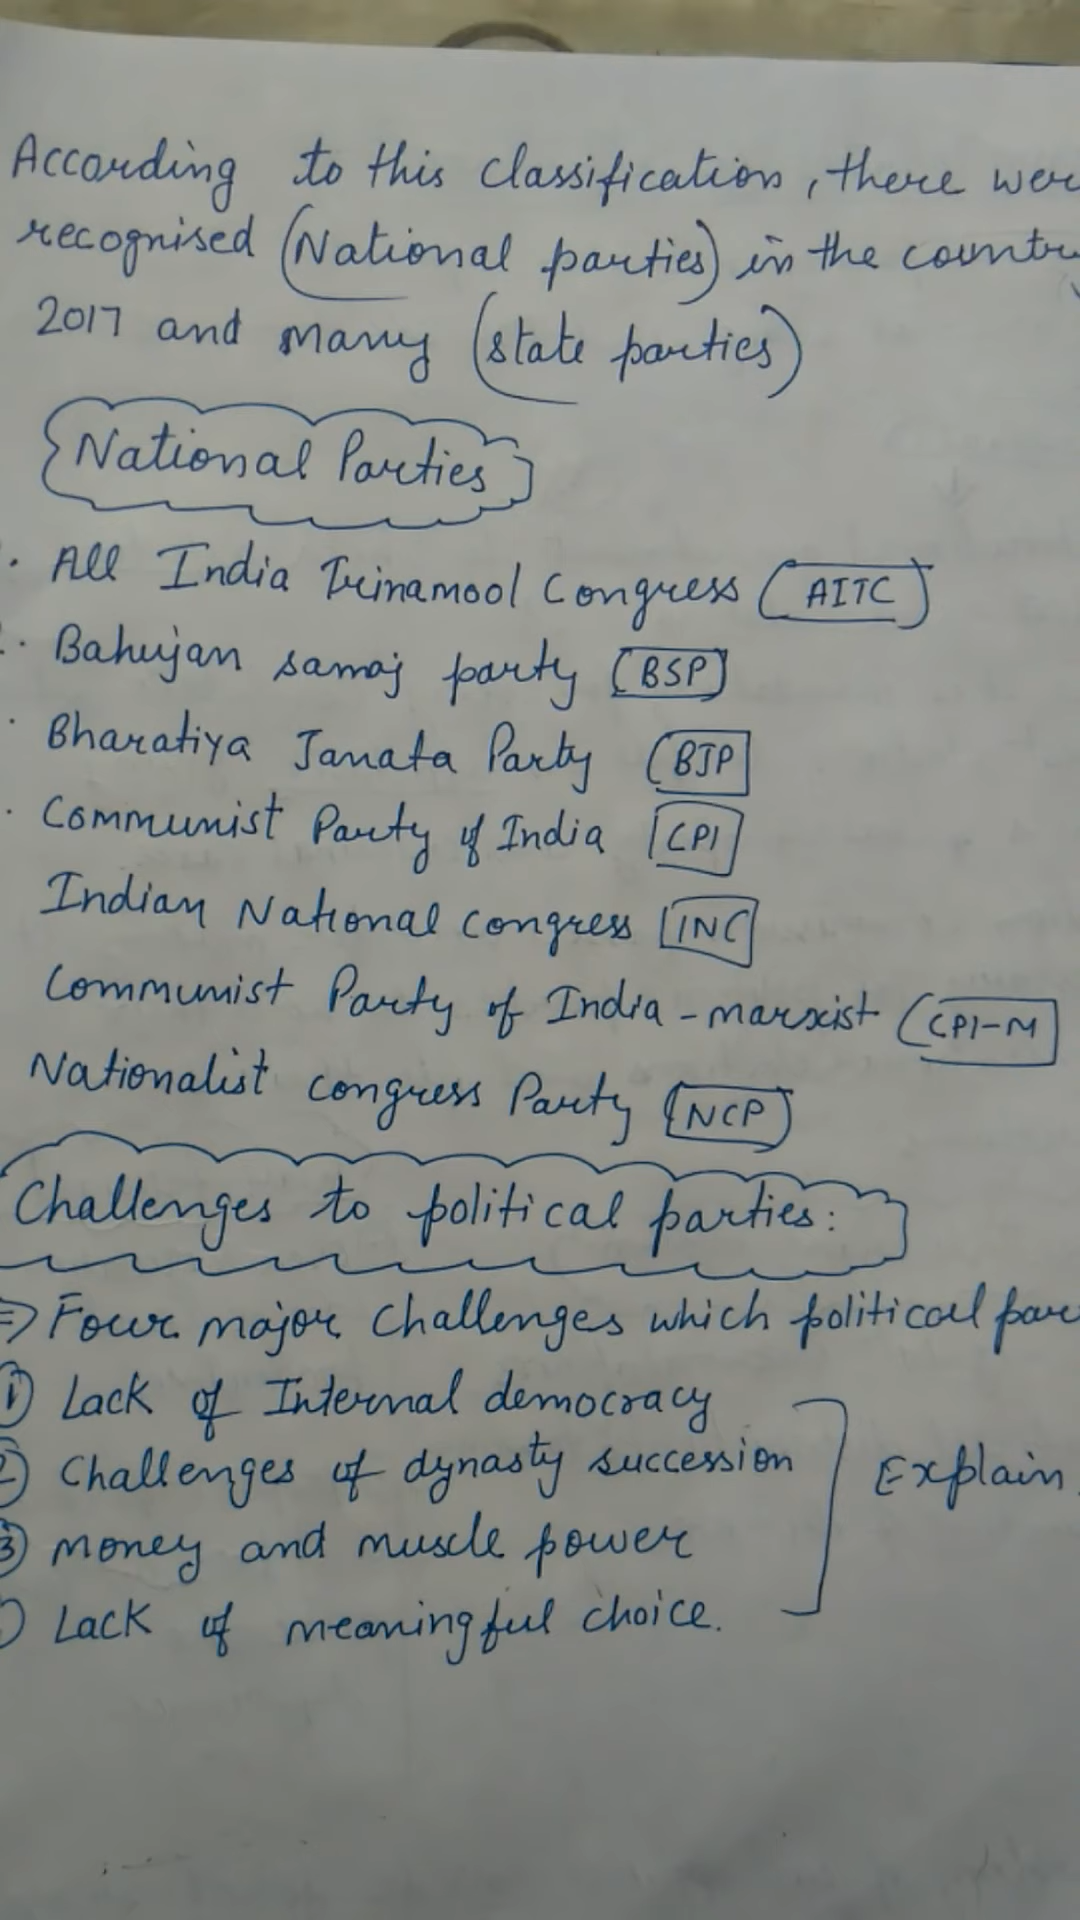 According to this classification, there wer
recognised (National parties) in the countr
2017 and many (state parties)
National Parties
. All India Trinamool Congress (AITC)
. Bahujan samaj party (BSP)
. Bharatiya Janata Party (BJP
. Communist Party of India [CPI]
Indian National congress [INC]
Communist Party of India - marxist (CPI-M
Nationalist congress Party (NCP)
Challenges to political parties:
⇒ Four major challenges which political par
① Lack of Internal democracy
② Challenges of dynasty succession
Explain.
③ money and muscle power
Lack of meaningful choice.